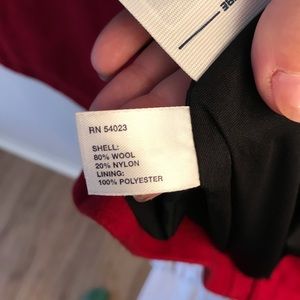 RN 54023
SHELL:
80% WOOL
20% NYLON
LINING:
100% POLYESTER